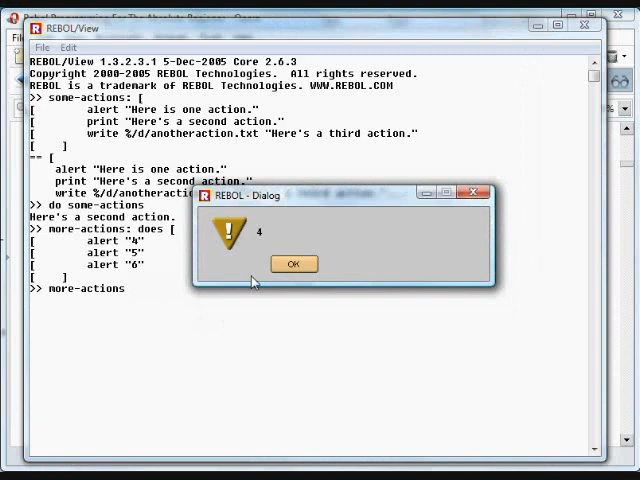 REBOL/View
File Edit
REBOL/View 1.3.2.3.1 5-Dec-2005 Core 2.6.3
Copyright 2000-2005 REBOL Technologies. All rights reserved.
REBOL is a trademark of REBOL Technologies. WWW.REBOL.COM
>> some-actions: [
[ alert "Here is one action."
[ print "Here's a second action."
[ write %/d/anotheraction.txt "Here's a third action."
[ ]
== [
alert "Here is one action."
print "Here's a second action."
write %/d/anotheractio
>> do some-actions
Here's a second action.
>> more-actions: does [
[ alert "4"
[ alert "5"
[ alert "6"
[ ]
>> more-actions
REBOL - Dialog
4
OK